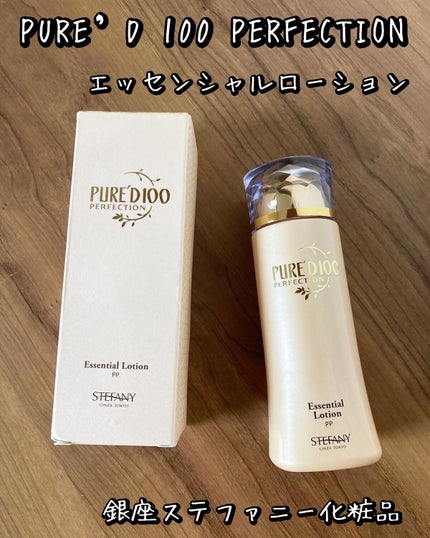 PURE’D 100 PERFECTION
エッセンシャルローション
PURE'D100
PERFECTION
Essential Lotion
PP
STEFANY
GINZA TOKYO
PURE'D100
PERFECTION
Essential
Lotion
PP
STEFANY
GINZA TOKYO
銀座ステファニー化粧品